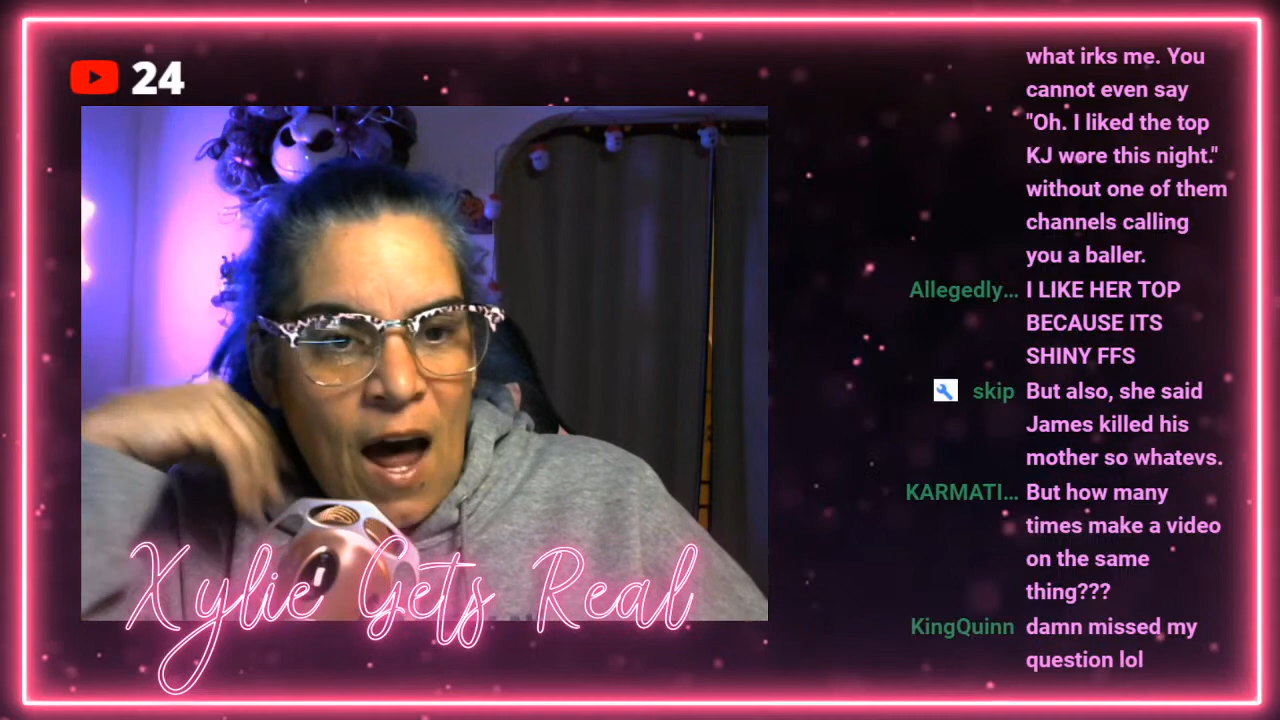 24
what irks me. You
cannot even say
"Oh. I liked the top
KJ wore this night."
without one of them
channels calling
you a baller.
Allegedly… I LIKE HER TOP
BECAUSE ITS
SHINY FFS
skip But also, she said
James killed his
mother so whatevs.
KARMATI… But how many
times make a video
on the same
thing???
KingQuinn damn missed my
question lol
Xylie Gets Real